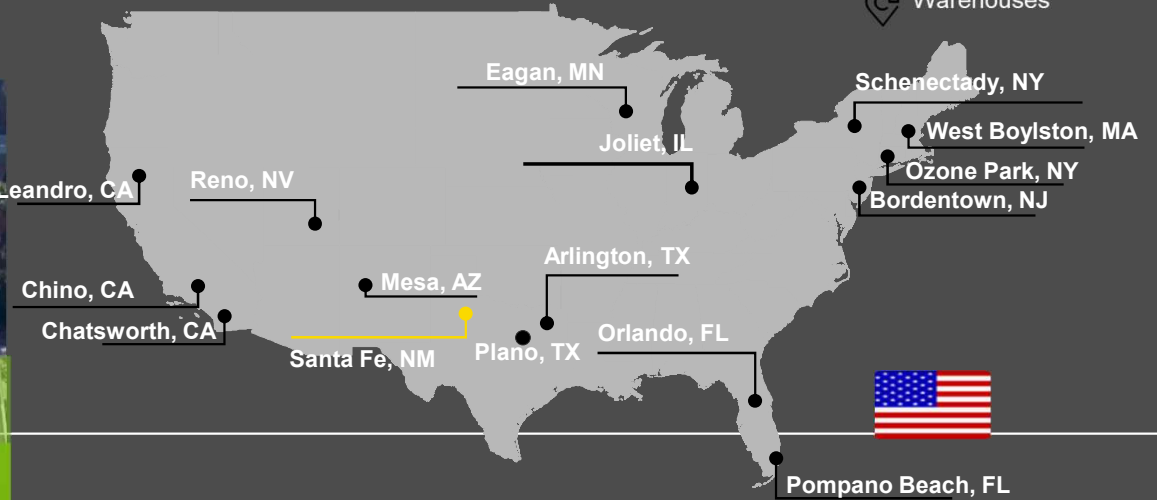 Warehouses
Eagan, MN
Schenectady, NY
West Boylston, MA
Joliet, IL
Ozone Park, NY
Reno, NV
Leandro, CA
Bordentown, NJ
Arlington, TX
Mesa, AZ
Chino, CA
Chatsworth, CA
Orlando, FL
Santa Fe, NM
Plano, TX
Pompano Beach, FL